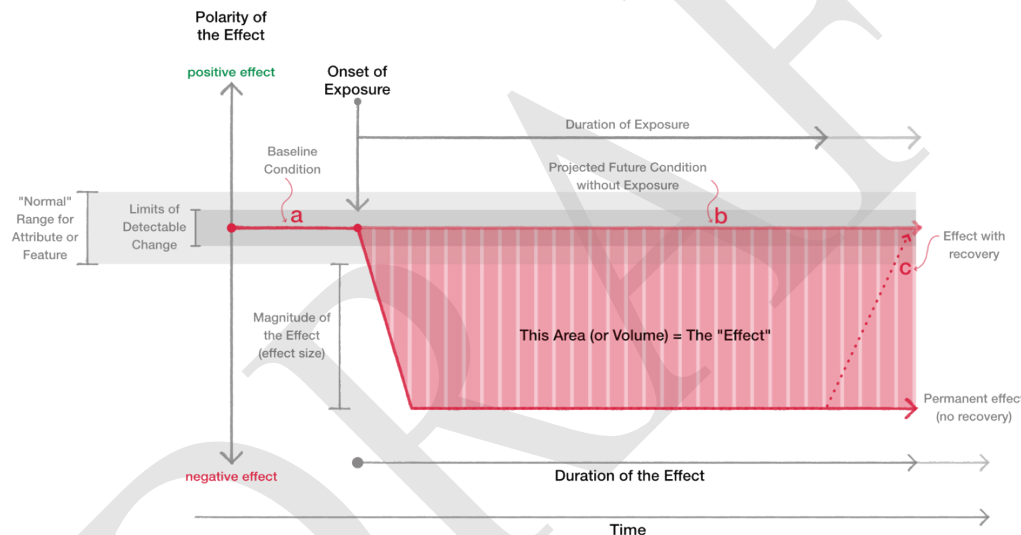 Polarity of
the Effect
positive effect
Onset of
Exposure
Duration of Exposure
Baseline
Condition
Projected Future Condition
without Exposure
"Normal"
Range for
Attribute or
Feature
Limits of
Detectable
Change
a
b
Effect with
recovery
c
Magnitude of
the Effect
(effect size)
This Area (or Volume) = The "Effect"
Permanent effect
(no recovery)
negative effect
Duration of the Effect
Time